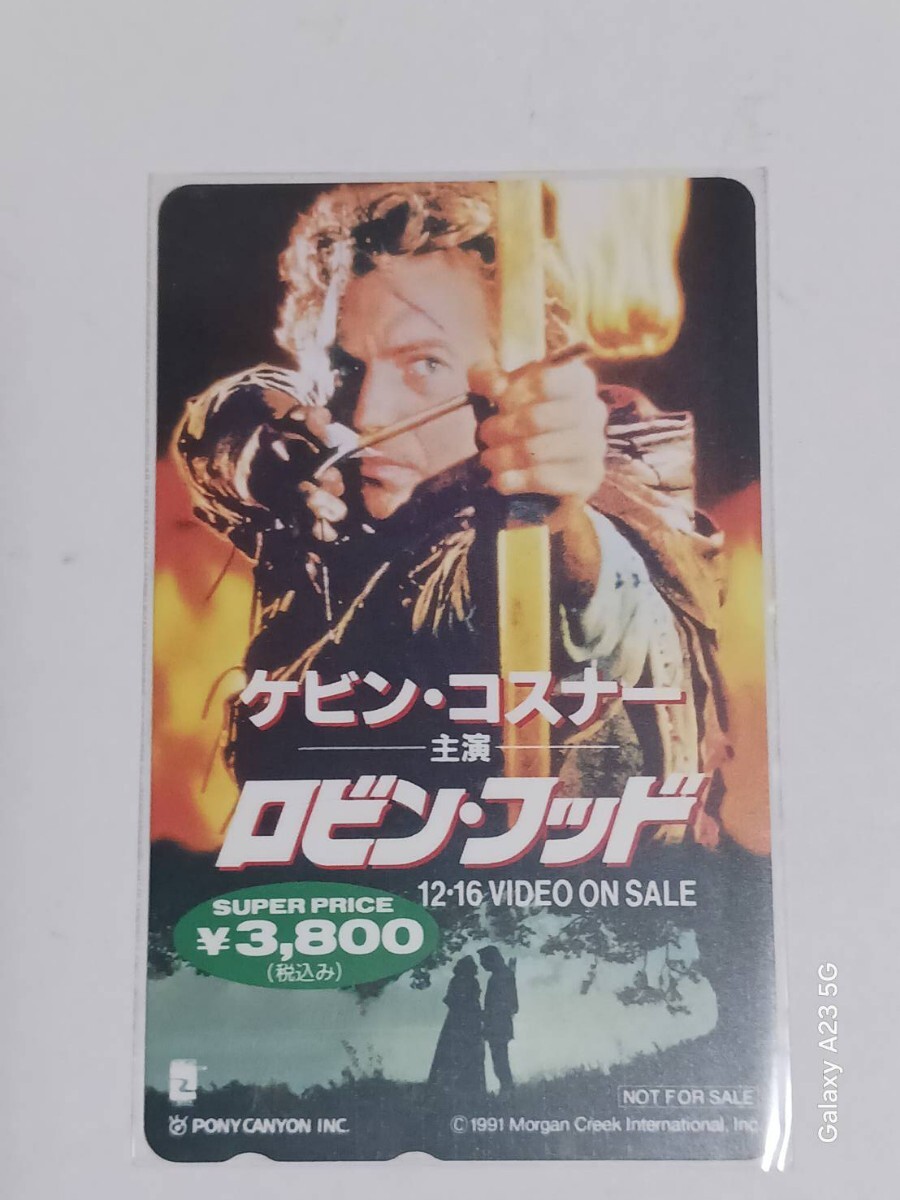 ケビン・コスナー
主演
ロビン・フッド
12・16 VIDEO ON SALE
SUPER PRICE
¥3,800
(税込み)
NOT FOR SALE
PONY CANYON INC.
© 1991 Morgan Creek International, Inc.
Galaxy A23 5G